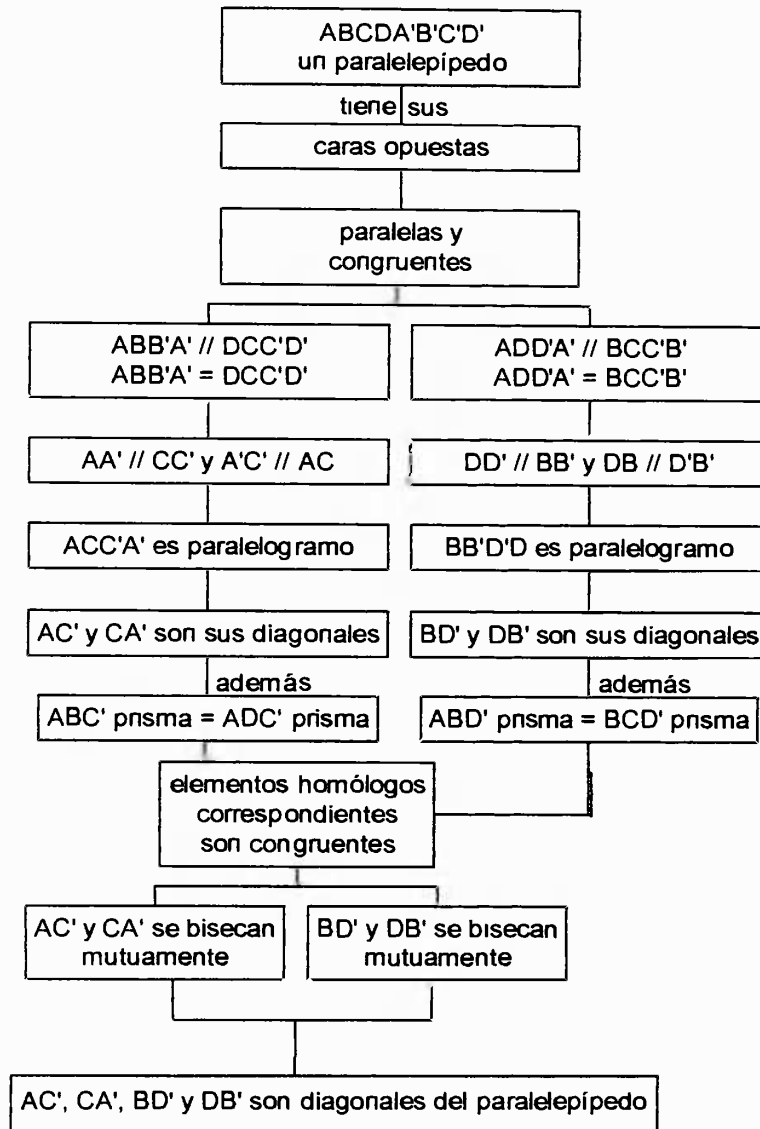 ABCDA'B'C'D'
un paralelepípedo
tiene sus
caras opuestas
paralelas y
congruentes
ABB'A' // DCC'D'
ABB'A' = DCC'D'
ADD'A' // BCC'B'
ADD'A' = BCC'B'
AA' // CC' y A'C' // AC
DD' // BB' y DB // D'B'
ACC'A' es paralelogramo
BB'D'D es paralelogramo
AC' y CA' son sus diagonales
BD' y DB' son sus diagonales
además
además
ABC' prisma = ADC' prisma
ABD' prisma = BCD' prisma
elementos homólogos
correspondientes
son congruentes
AC' y CA' se bisecan
mutuamente
BD' y DB' se bisecan
mutuamente
AC', CA', BD' y DB' son diagonales del paralelepípedo